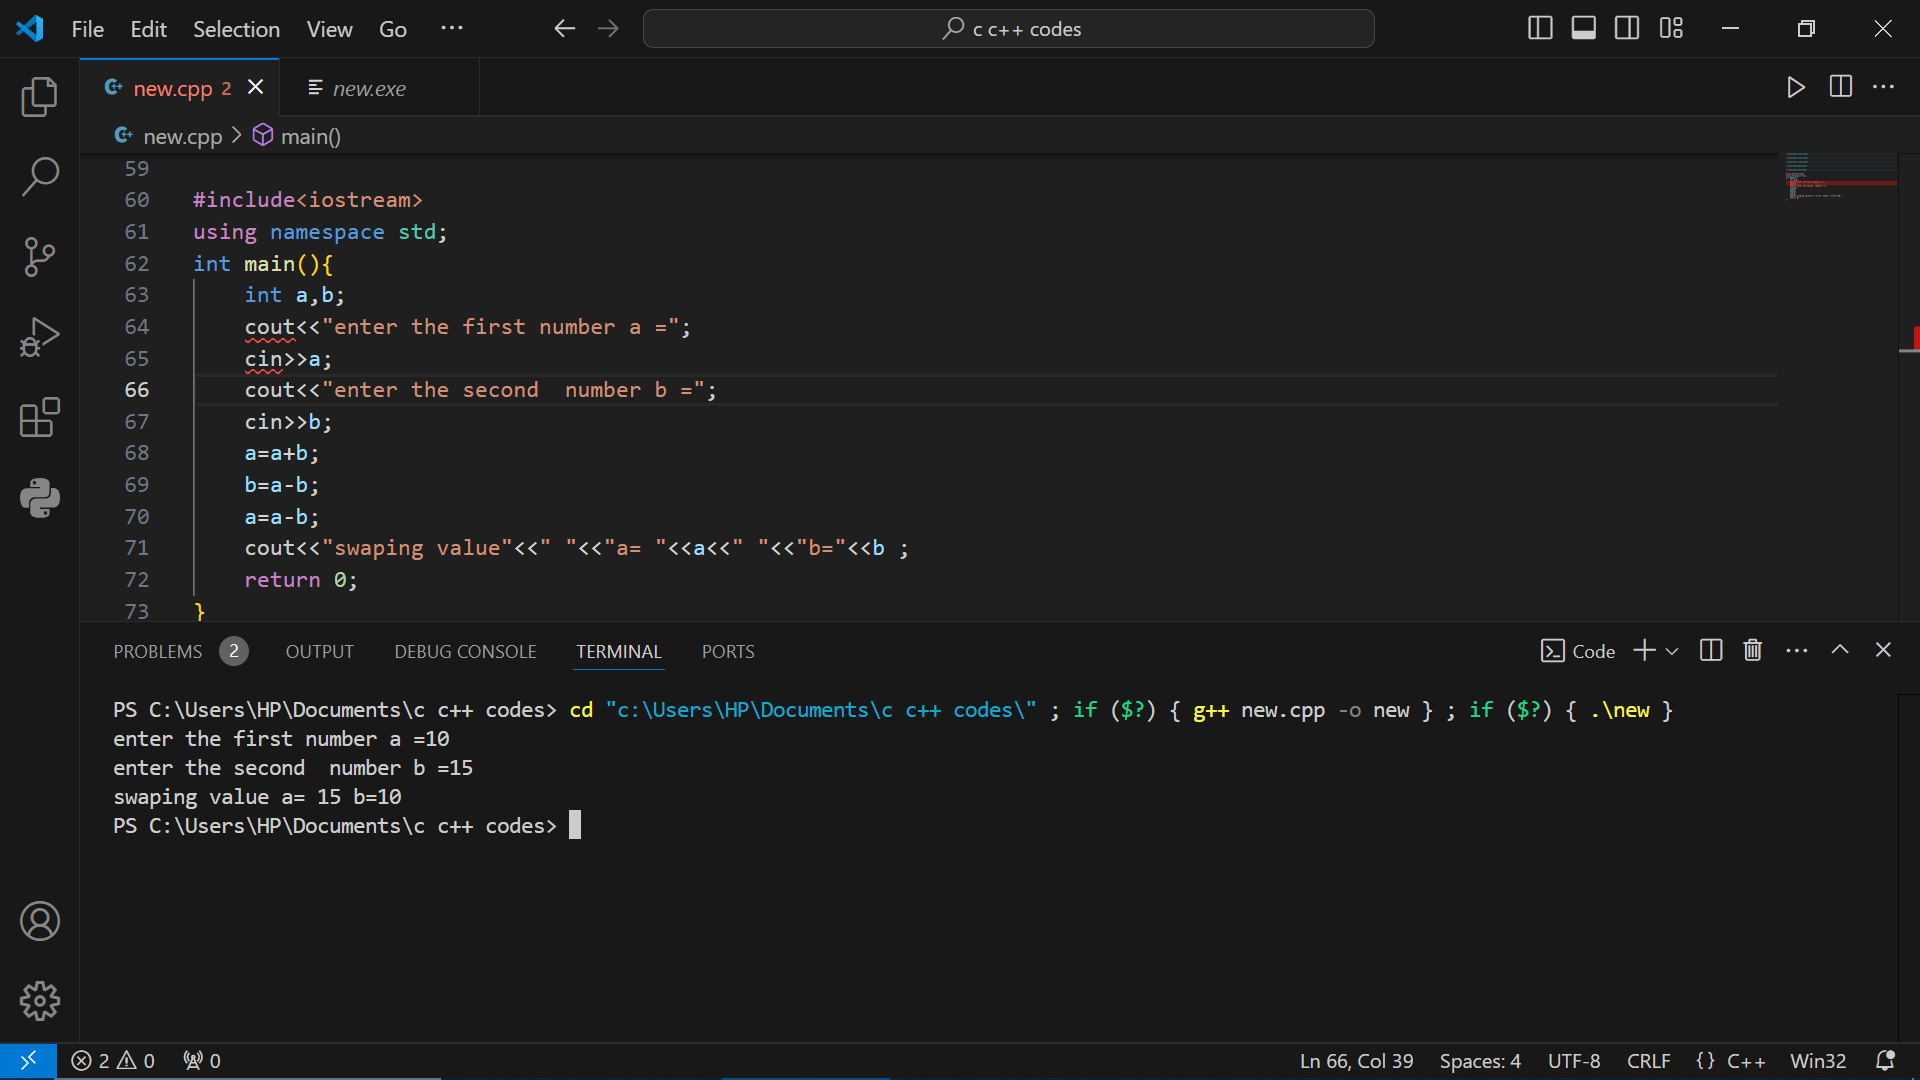 File Edit Selection View Go ··· c c++ codes
new.cpp 2 new.exe
new.cpp > main()
59
60 #include<iostream>
61 using namespace std;
62 int main(){
63 int a,b;
64 cout<<"enter the first number a =";
65 cin>>a;
66 cout<<"enter the second  number b =";
67 cin>>b;
68 a=a+b;
69 b=a-b;
70 a=a-b;
71 cout<<"swaping value"<<" "<<"a= "<<a<<" "<<"b="<<b ;
72 return 0;
73 }
PROBLEMS 2 OUTPUT DEBUG CONSOLE TERMINAL PORTS Code
PS C:\Users\HP\Documents\c c++ codes> cd "c:\Users\HP\Documents\c c++ codes\" ; if ($?) { g++ new.cpp -o new } ; if ($?) { .\new }
enter the first number a =10
enter the second  number b =15
swaping value a= 15 b=10
PS C:\Users\HP\Documents\c c++ codes>
2 0 0 Ln 66, Col 39 Spaces: 4 UTF-8 CRLF {} C++ Win32